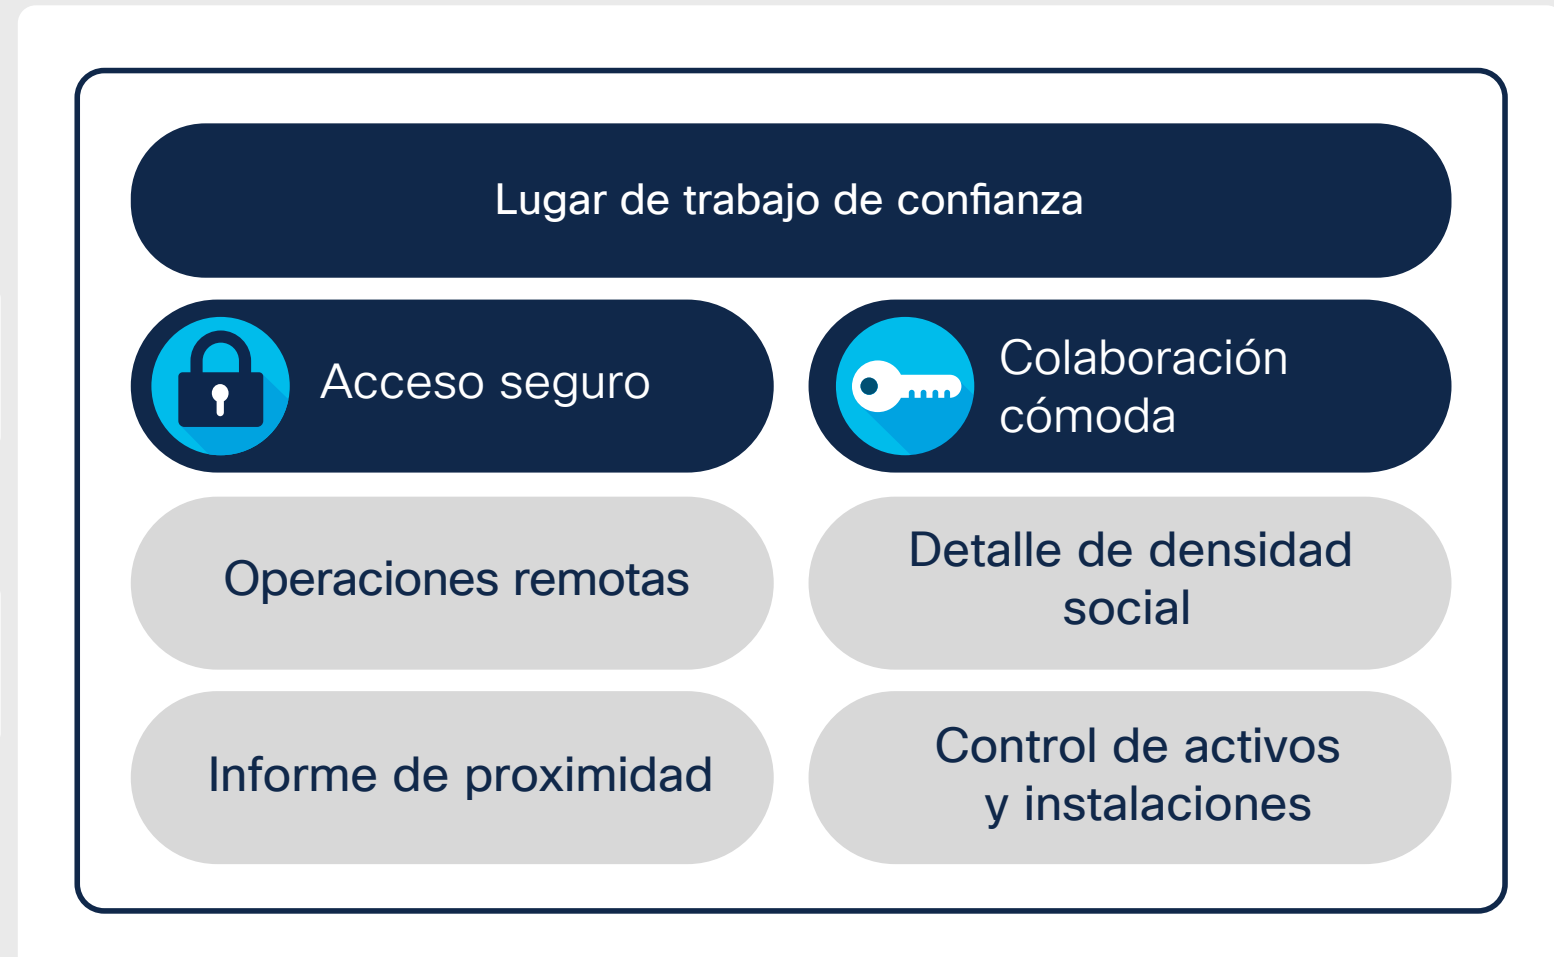 Lugar de trabajo de confianza
Acceso seguro
Colaboración
cómoda
Operaciones remotas
Detalle de densidad
social
Informe de proximidad
Control de activos
y instalaciones